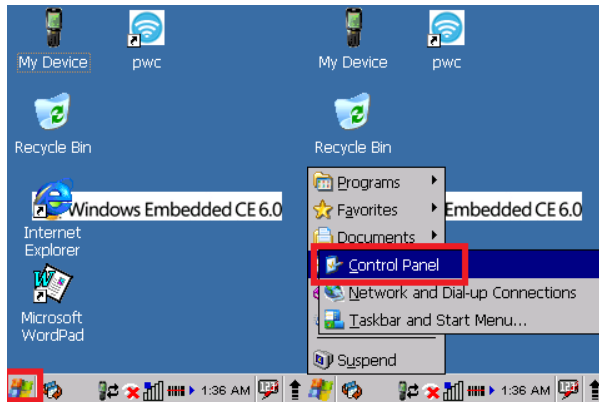 My Device
pwc
Recycle Bin
Windows Embedded CE 6.0
Internet
Explorer
Microsoft
WordPad
1:36 AM
My Device
pwc
Recycle Bin
Programs
Favorites
Embedded CE 6.0
Documents
Control Panel
Network and Dial-up Connections
Taskbar and Start Menu...
Suspend
1:36 AM